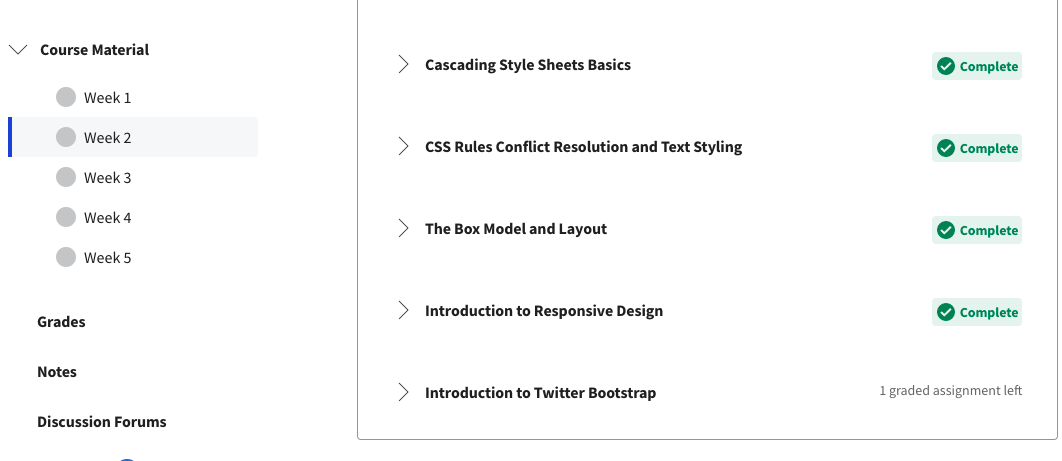 Course Material
Week 1
Week 2
Week 3
Week 4
Week 5
Grades
Notes
Discussion Forums
Cascading Style Sheets Basics
Complete
CSS Rules Conflict Resolution and Text Styling
Complete
The Box Model and Layout
Complete
Introduction to Responsive Design
Complete
Introduction to Twitter Bootstrap
1 graded assignment left